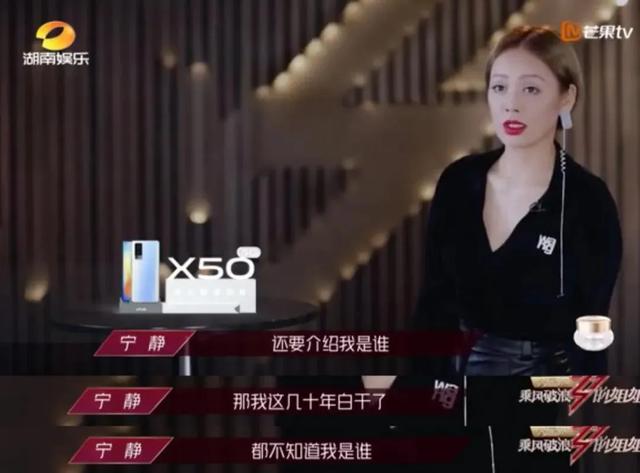 湖南娱乐
芒果tv
X50
宁静
还要介绍我是谁
宁静
那我这几十年白干了
乘风破浪的姐姐
宁静
都不知道我是谁
乘风破浪的姐姐